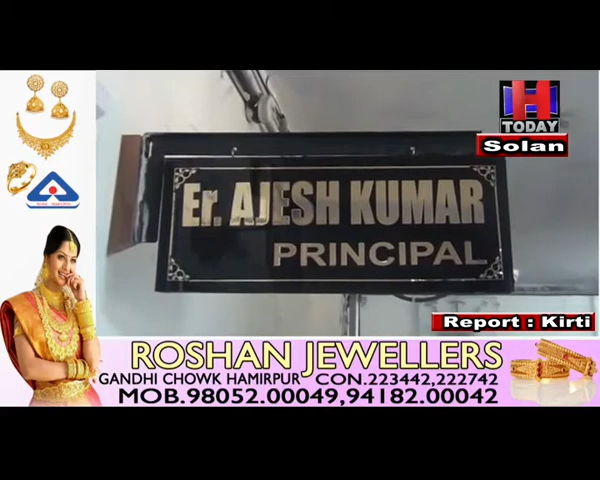 H
TODAY
Solan
Er. AJESH KUMAR
PRINCIPAL
Report : Kirti
ROSHAN JEWELLERS
GANDHI CHOWK HAMIRPUR CON.223442,222742
MOB.98052.00049,94182.00042